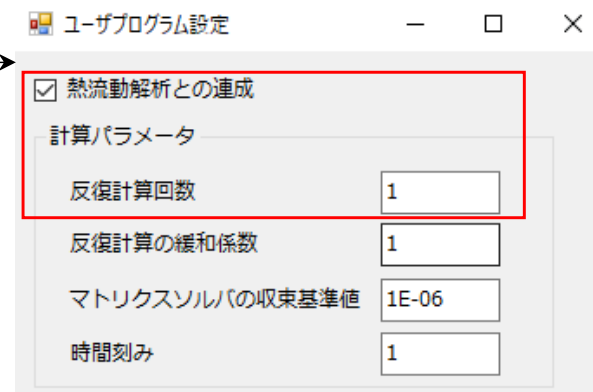 ユーザプログラム設定
熱流動解析との連成
計算パラメータ
反復計算回数 1
反復計算の緩和係数 1
マトリクスソルバの収束基準値 1E-06
時間刻み 1